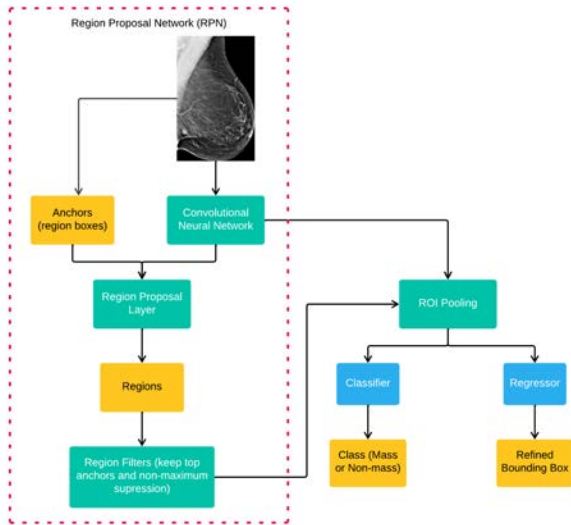 Region Proposal Network (RPN)
Anchors
(region boxes)
Convolutional
Neural Network
Region Proposal
Layer
ROI Pooling
Regions
Classifier
Regressor
Region Filters (keep top
anchors and non-maximum
supression)
Class (Mass
or Non-mass)
Refined
Bounding Box